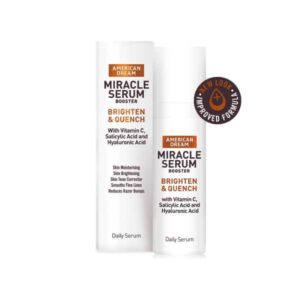 AMERICAN
DREAM
MIRACLE
SERUM
BOOSTER
BRIGHTEN
& QUENCH
With Vitamin C,
Salicylic Acid and
Hyaluronic Acid
Skin Moisturising
Skin Brightening
Skin Tone Corrector
Smooths Fine Lines
Reduces Razor Bumps
Daily Serum
AMERICAN
DREAM
MIRACLE
SERUM
BOOSTER
BRIGHTEN
& QUENCH
with Vitamin C,
Salicylic Acid and
Hyaluronic Acid
Daily Serum
NEW LOOK
IMPROVED FORMULA